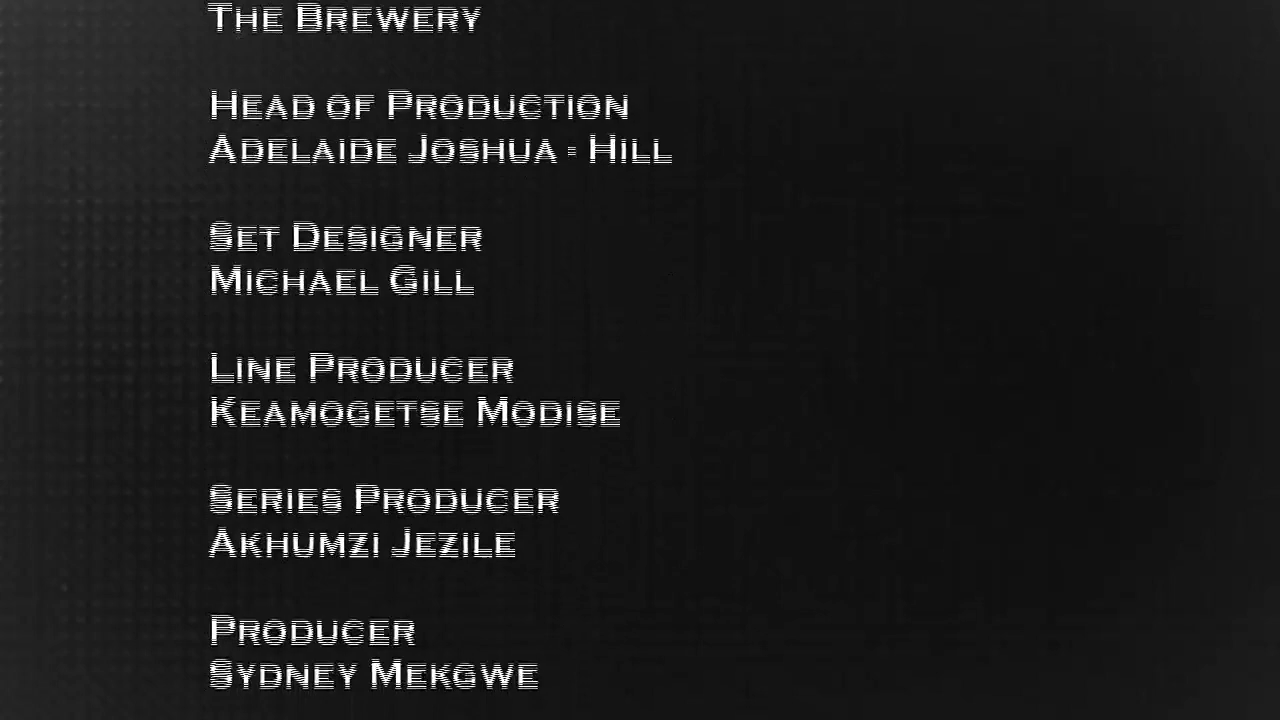 The Brewery
Head of Production
Adelaide Joshua - Hill
Set Designer
Michael Gill
Line Producer
Keamogetse Modise
Series Producer
Akhumzi Jezile
Producer
Sydney Mekgwe